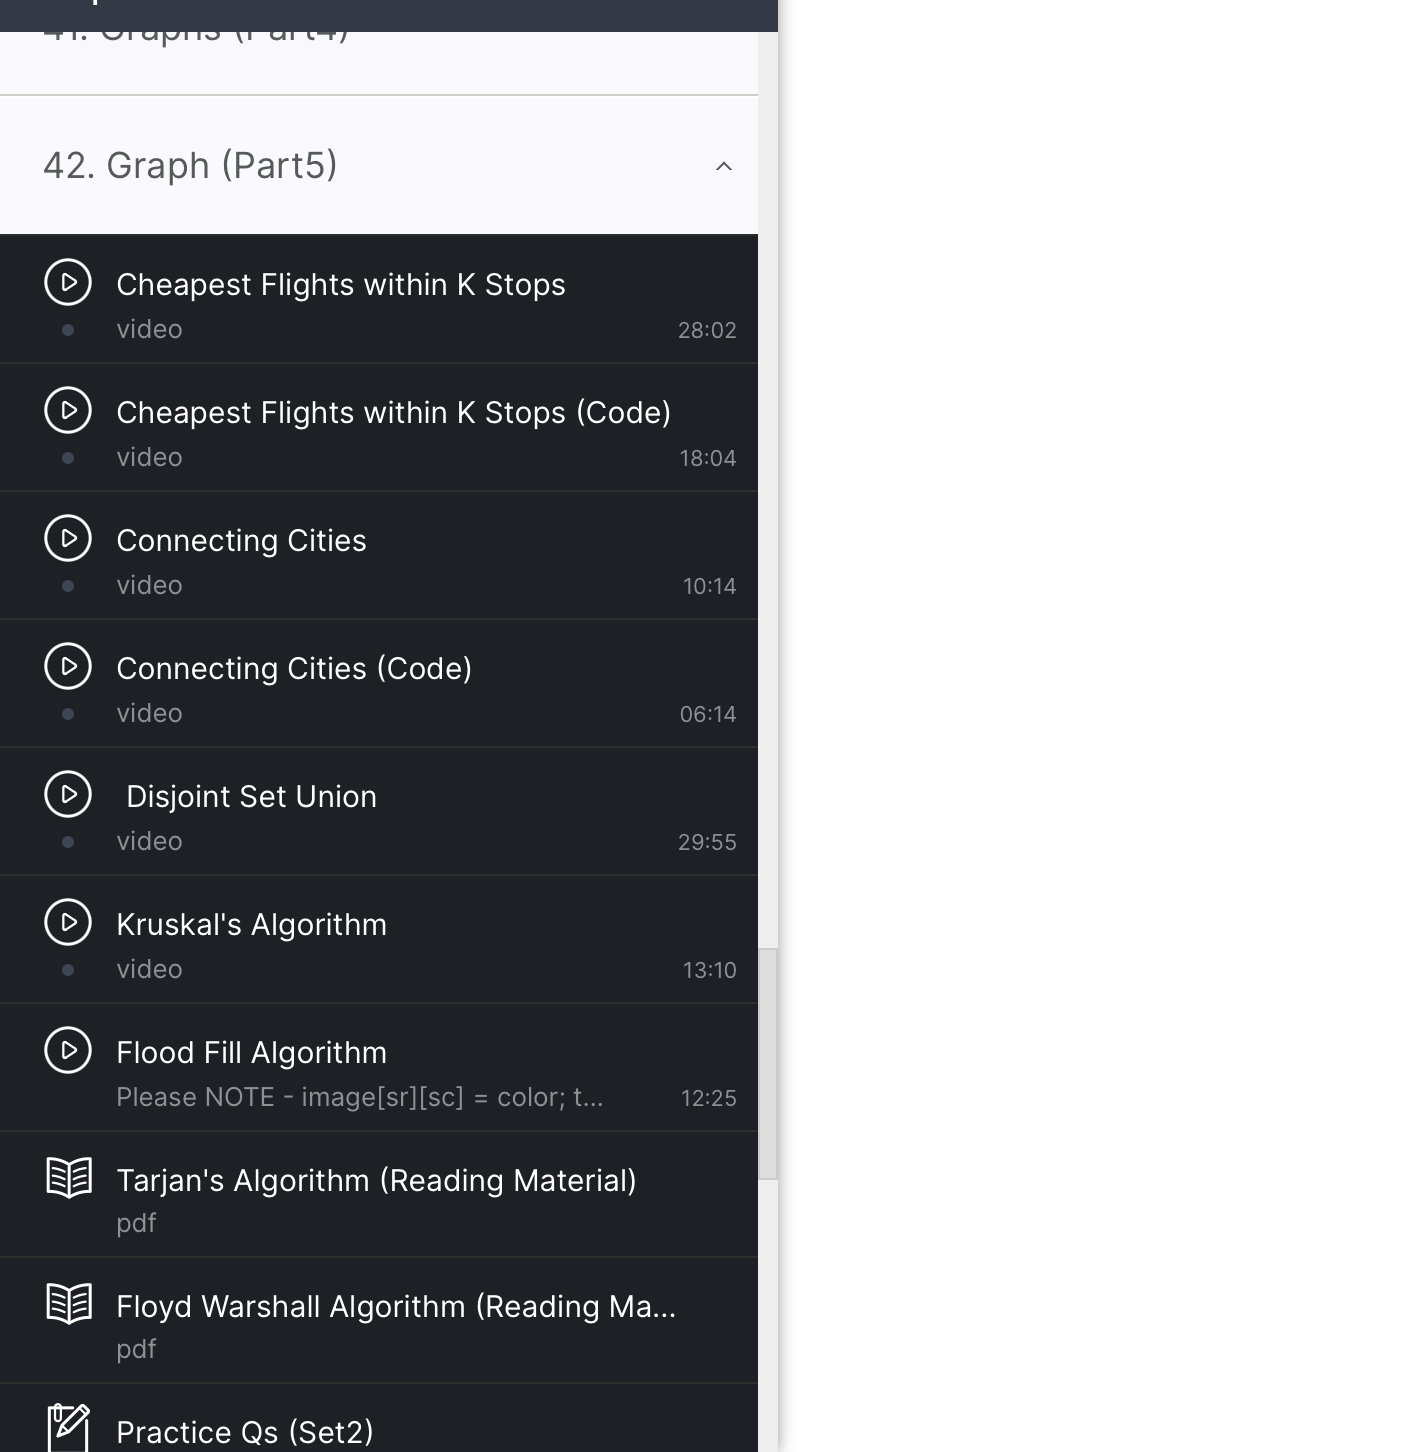 41. Graphs (Part4)
42. Graph (Part5)
Cheapest Flights within K Stops
video 28:02
Cheapest Flights within K Stops (Code)
video 18:04
Connecting Cities
video 10:14
Connecting Cities (Code)
video 06:14
Disjoint Set Union
video 29:55
Kruskal's Algorithm
video 13:10
Flood Fill Algorithm
Please NOTE - image[sr][sc] = color; t... 12:25
Tarjan's Algorithm (Reading Material)
pdf
Floyd Warshall Algorithm (Reading Ma...
pdf
Practice Qs (Set2)